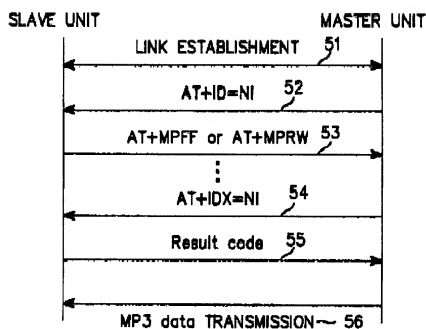 SLAVE UNIT
MASTER UNIT
LINK ESTABLISHMENT 51
AT+ID=NI 52
AT+MPFF or AT+MPRW 53
AT+IDX=NI 54
Result code 55
MP3 data TRANSMISSION~ 56